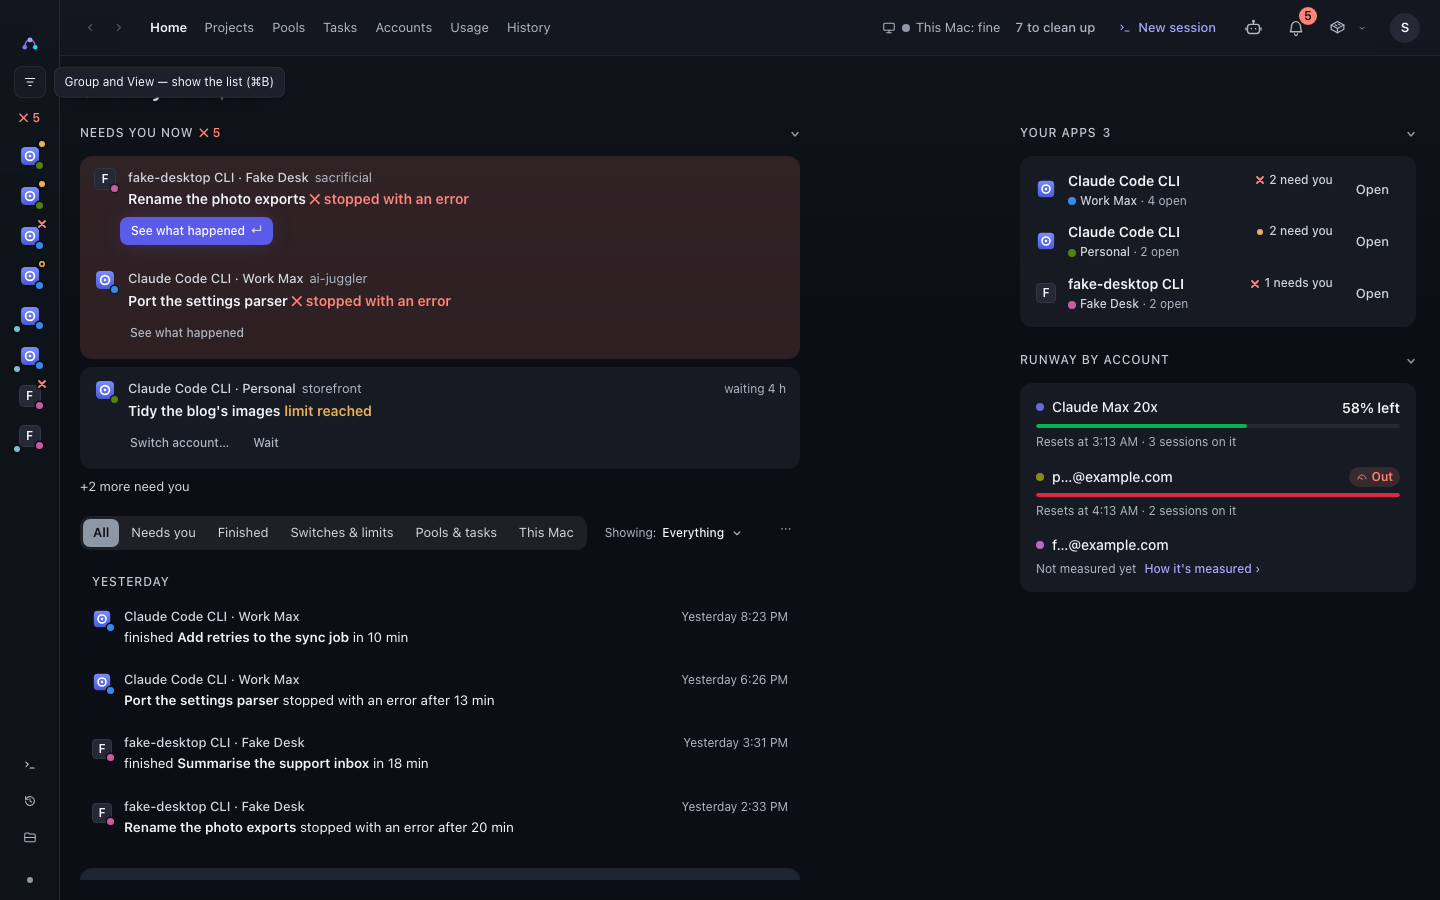 Home Projects Pools Tasks Accounts Usage History
This Mac: fine 7 to clean up New session 5 S
Group and View — show the list (⌘B)
5
F
F
NEEDS YOU NOW 5
F fake-desktop CLI · Fake Desk sacrificial
Rename the photo exports stopped with an error
See what happened ↵
Claude Code CLI · Work Max ai-juggler
Port the settings parser stopped with an error
See what happened
Claude Code CLI · Personal storefront waiting 4 h
Tidy the blog's images limit reached
Switch account... Wait
+2 more need you
All Needs you Finished Switches & limits Pools & tasks This Mac Showing: Everything ...
YESTERDAY
Claude Code CLI · Work Max Yesterday 8:23 PM
finished Add retries to the sync job in 10 min
Claude Code CLI · Work Max Yesterday 6:26 PM
Port the settings parser stopped with an error after 13 min
F fake-desktop CLI · Fake Desk Yesterday 3:31 PM
finished Summarise the support inbox in 18 min
F fake-desktop CLI · Fake Desk Yesterday 2:33 PM
Rename the photo exports stopped with an error after 20 min
YOUR APPS 3
Claude Code CLI 2 need you Open
Work Max · 4 open
Claude Code CLI 2 need you Open
Personal · 2 open
F fake-desktop CLI 1 needs you Open
Fake Desk · 2 open
RUNWAY BY ACCOUNT
Claude Max 20x 58% left
Resets at 3:13 AM · 3 sessions on it
p...@example.com Out
Resets at 4:13 AM · 2 sessions on it
f...@example.com
Not measured yet How it's measured ›